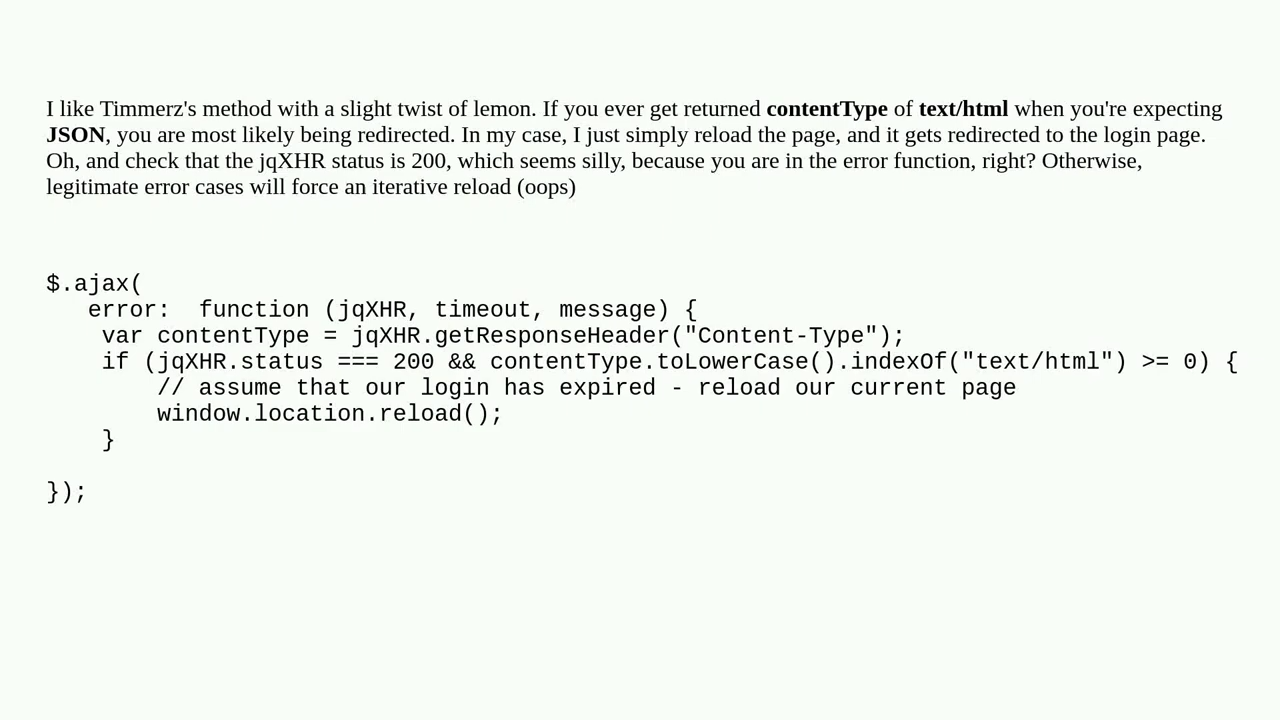 I like Timmerz's method with a slight twist of lemon. If you ever get returned contentType of text/html when you're expecting
JSON, you are most likely being redirected. In my case, I just simply reload the page, and it gets redirected to the login page.
Oh, and check that the jqXHR status is 200, which seems silly, because you are in the error function, right? Otherwise,
legitimate error cases will force an iterative reload (oops)
$.ajax(
   error:  function (jqXHR, timeout, message) {
    var contentType = jqXHR.getResponseHeader("Content-Type");
    if (jqXHR.status === 200 && contentType.toLowerCase().indexOf("text/html") >= 0) {
        // assume that our login has expired - reload our current page
        window.location.reload();
    }
});